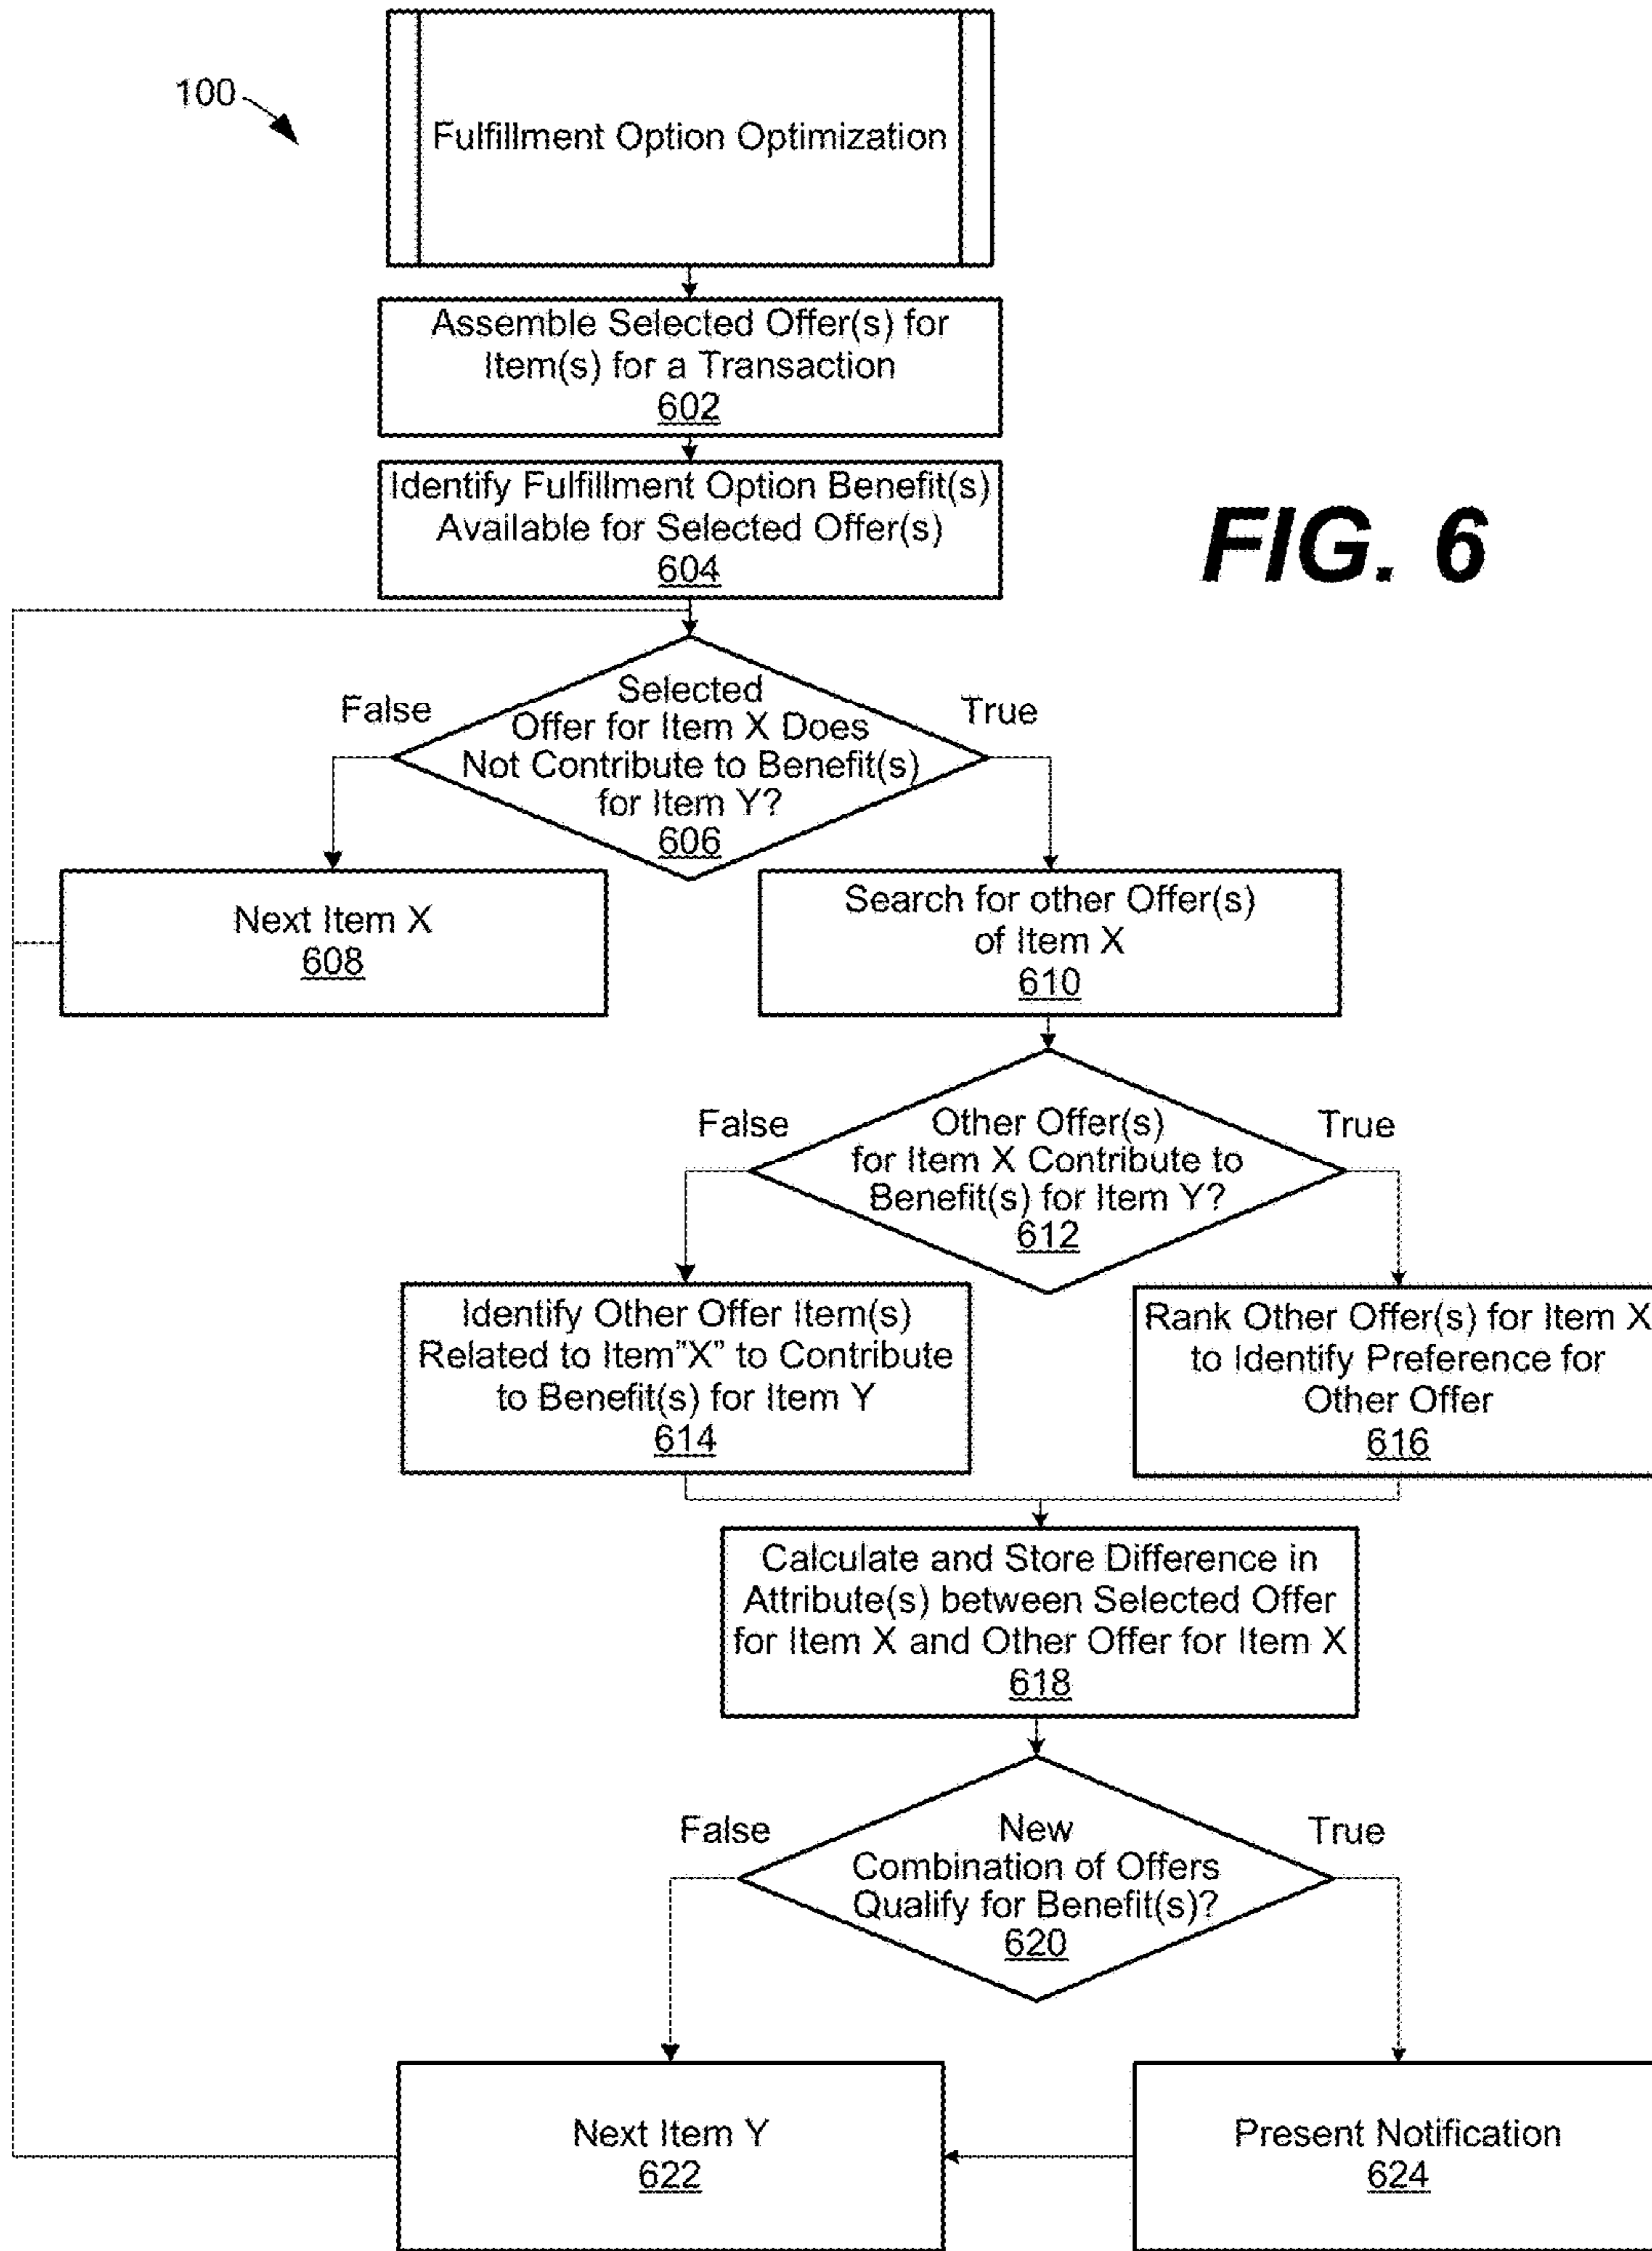 100
Fulfillment Option Optimization
Assemble Selected Offer(s) for
Item(s) for a Transaction
602
Identify Fulfillment Option Benefit(s)
Available for Selected Offer(s)
604
FIG. 6
False
True
Selected
Offer for Item X Does
Not Contribute to Benefit(s)
for Item Y?
606
Next Item X
608
Search for other Offer(s)
of Item X
610
False
True
Other Offer(s)
for Item X Contribute to
Benefit(s) for Item Y?
612
Identify Other Offer Item(s)
Related to Item"X" to Contribute
to Benefit(s) for Item Y
614
Rank Other Offer(s) for Item X
to Identify Preference for
Other Offer
616
Calculate and Store Difference in
Attribute(s) between Selected Offer
for Item X and Other Offer for Item X
618
False
True
New
Combination of Offers
Qualify for Benefit(s)?
620
Next Item Y
622
Present Notification
624